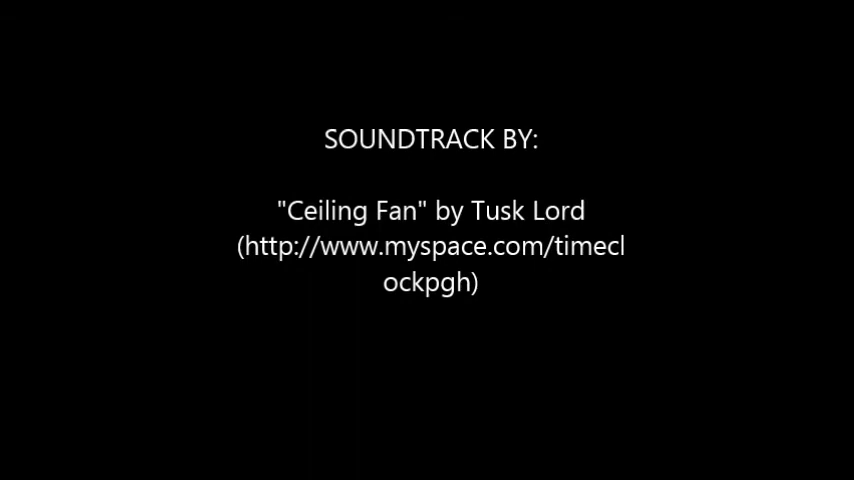 SOUNDTRACK BY:
"Ceiling Fan" by Tusk Lord
(http://www.myspace.com/timecl
ockpgh)